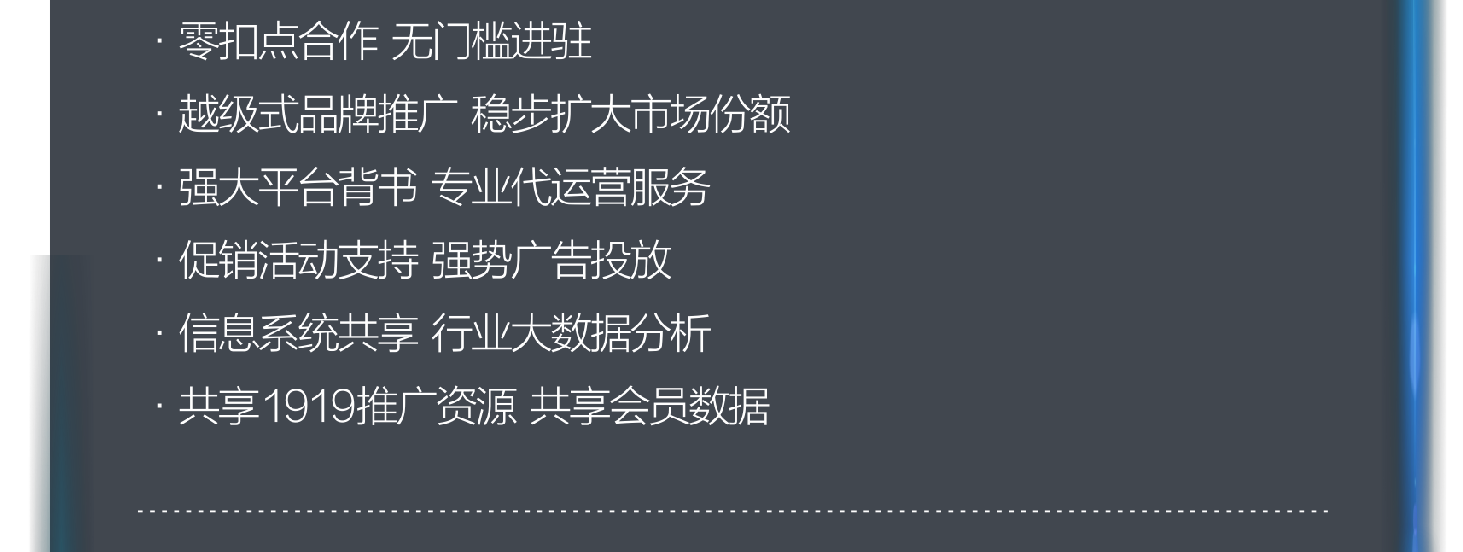 · 零扣点合作 无门槛进驻
· 越级式品牌推广 稳步扩大市场份额
· 强大平台背书 专业代运营服务
· 促销活动支持 强势广告投放
· 信息系统共享 行业大数据分析
· 共享1919推广资源 共享会员数据